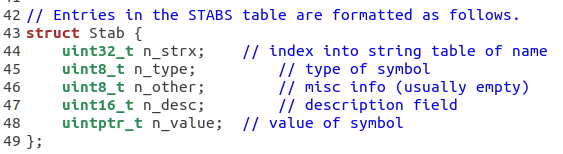 42 // Entries in the STABS table are formatted as follows.
43 struct Stab {
44     uint32_t n_strx;    // index into string table of name
45     uint8_t n_type;         // type of symbol
46     uint8_t n_other;        // misc info (usually empty)
47     uint16_t n_desc;        // description field
48     uintptr_t n_value;  // value of symbol
49 };